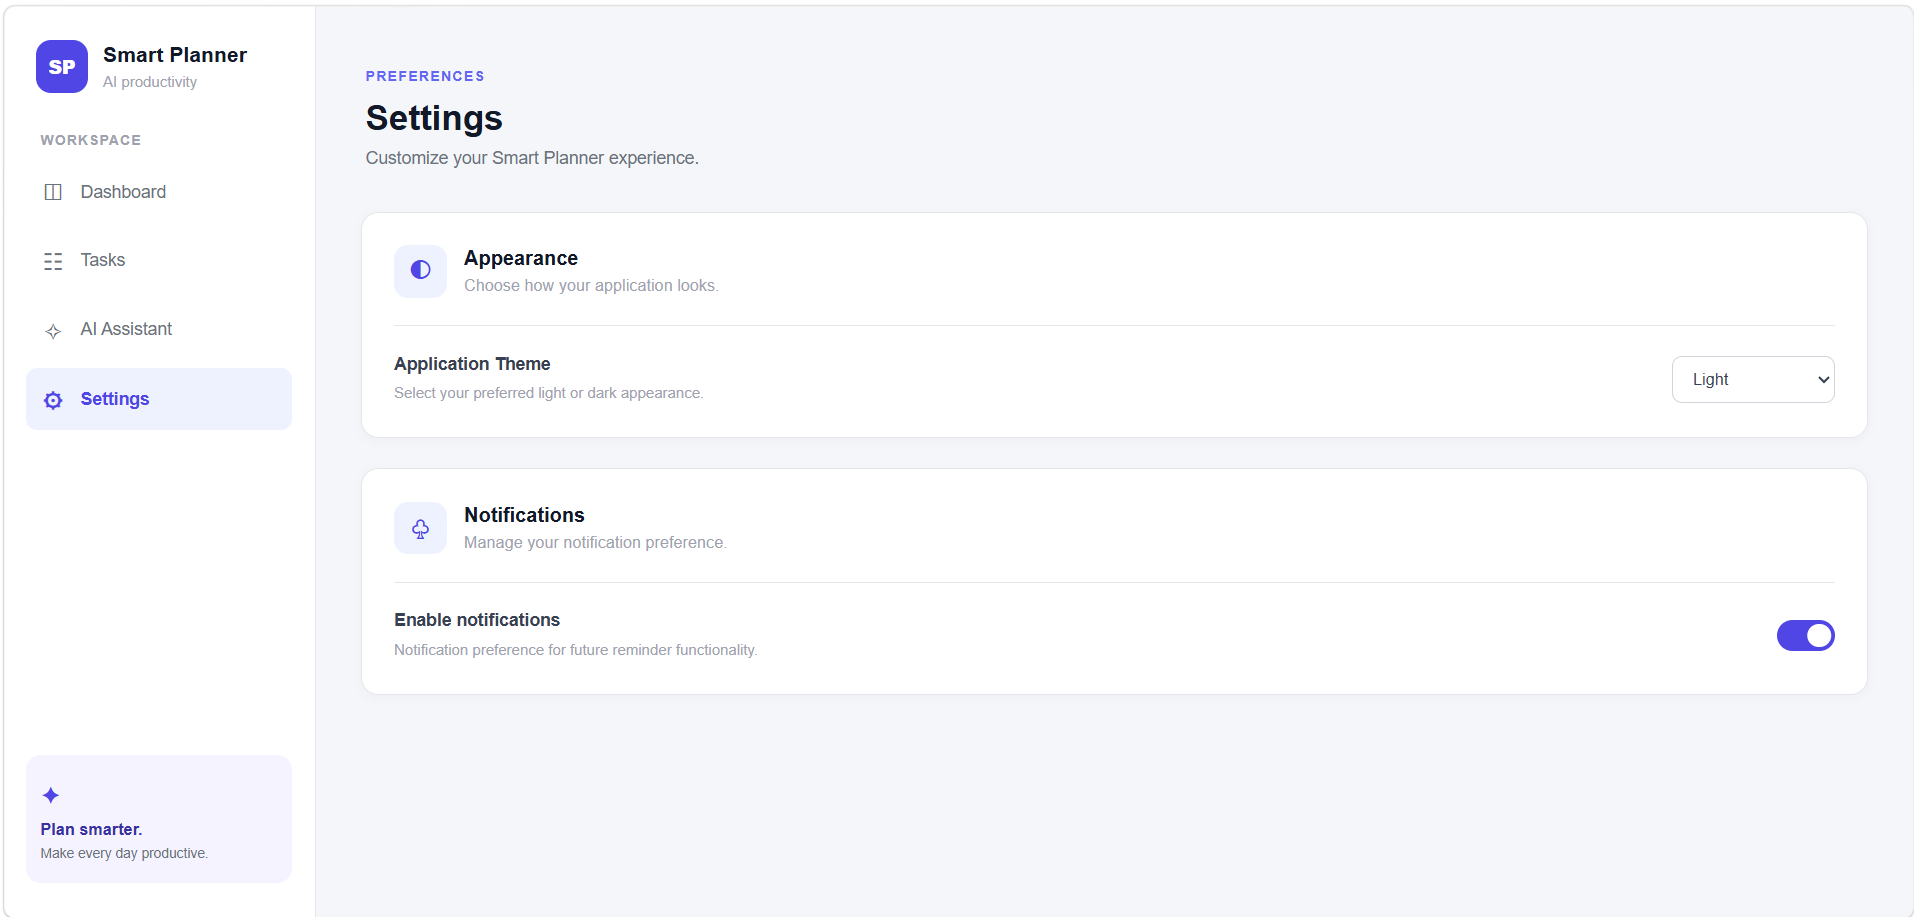 SP
Smart Planner
AI productivity
WORKSPACE
Dashboard
Tasks
AI Assistant
Settings
Plan smarter.
Make every day productive.
PREFERENCES
Settings
Customize your Smart Planner experience.
Appearance
Choose how your application looks.
Application Theme
Select your preferred light or dark appearance.
Light
Notifications
Manage your notification preference.
Enable notifications
Notification preference for future reminder functionality.